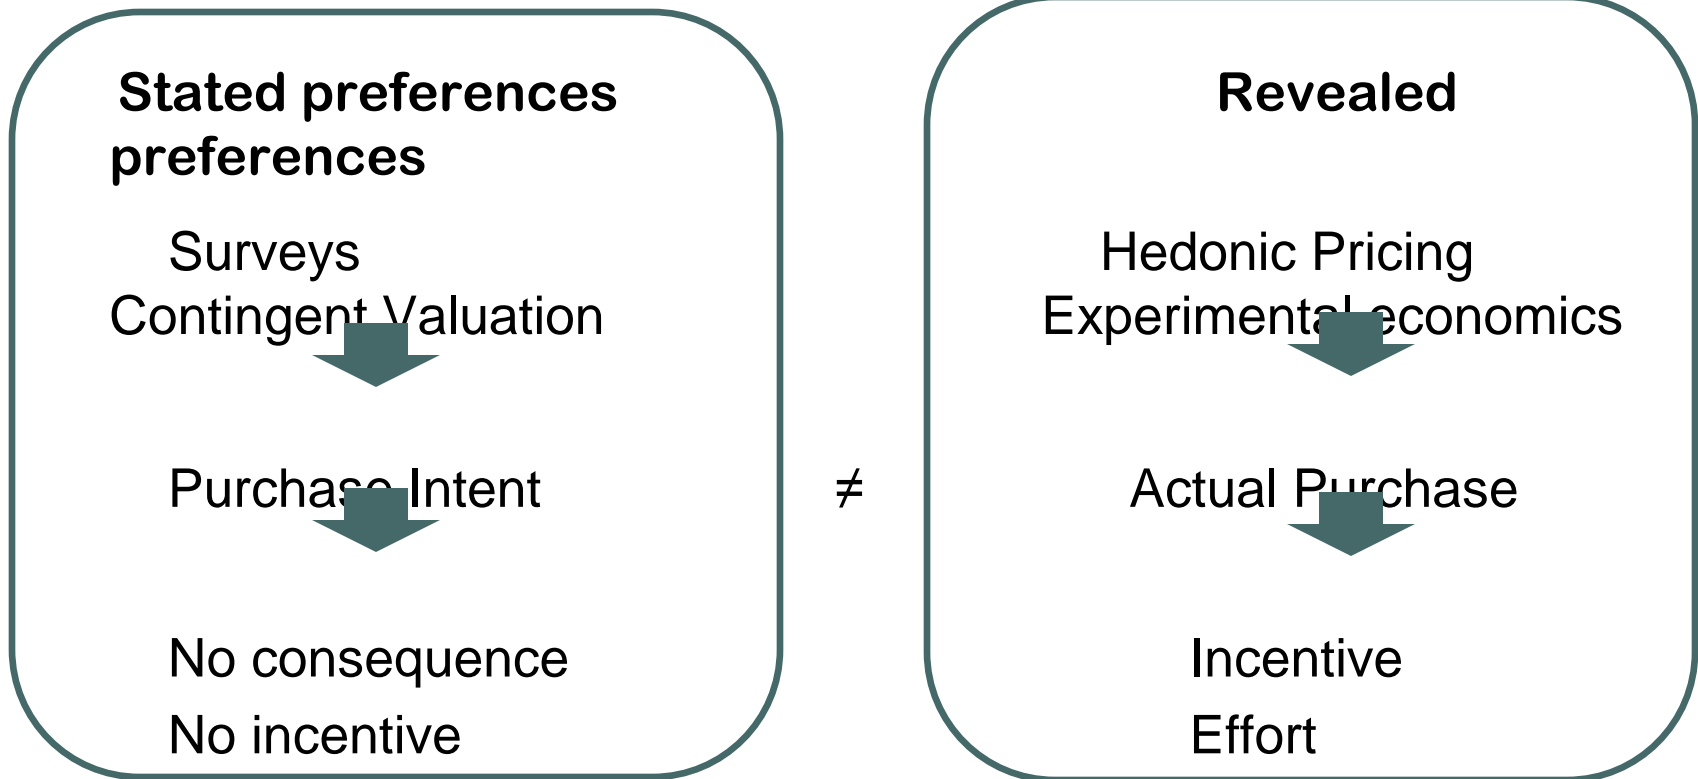 Stated preferences
preferences
Surveys
Contingent Valuation
Purchase Intent
No consequence
No incentive
≠
Revealed
Hedonic Pricing
Experimental economics
Actual Purchase
Incentive
Effort